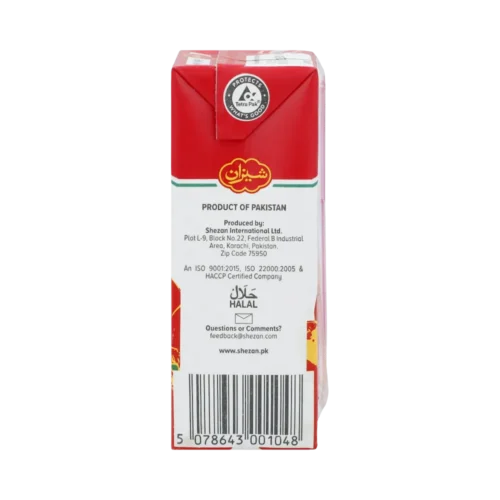 PROTECTS
Tetra Pak
WHAT'S GOOD
شیزان
PRODUCT OF PAKISTAN
Produced by:
Shezan International Ltd.
Plot L-9, Block No.22, Federal B Industrial
Area, Karachi, Pakistan.
Zip Code 75950
An ISO 9001:2015, ISO 22000:2005 &
HACCP Certified Company
حَلَال
HALAL
Questions or Comments?
feedback@shezan.com
www.shezan.pk
5 078643 001048